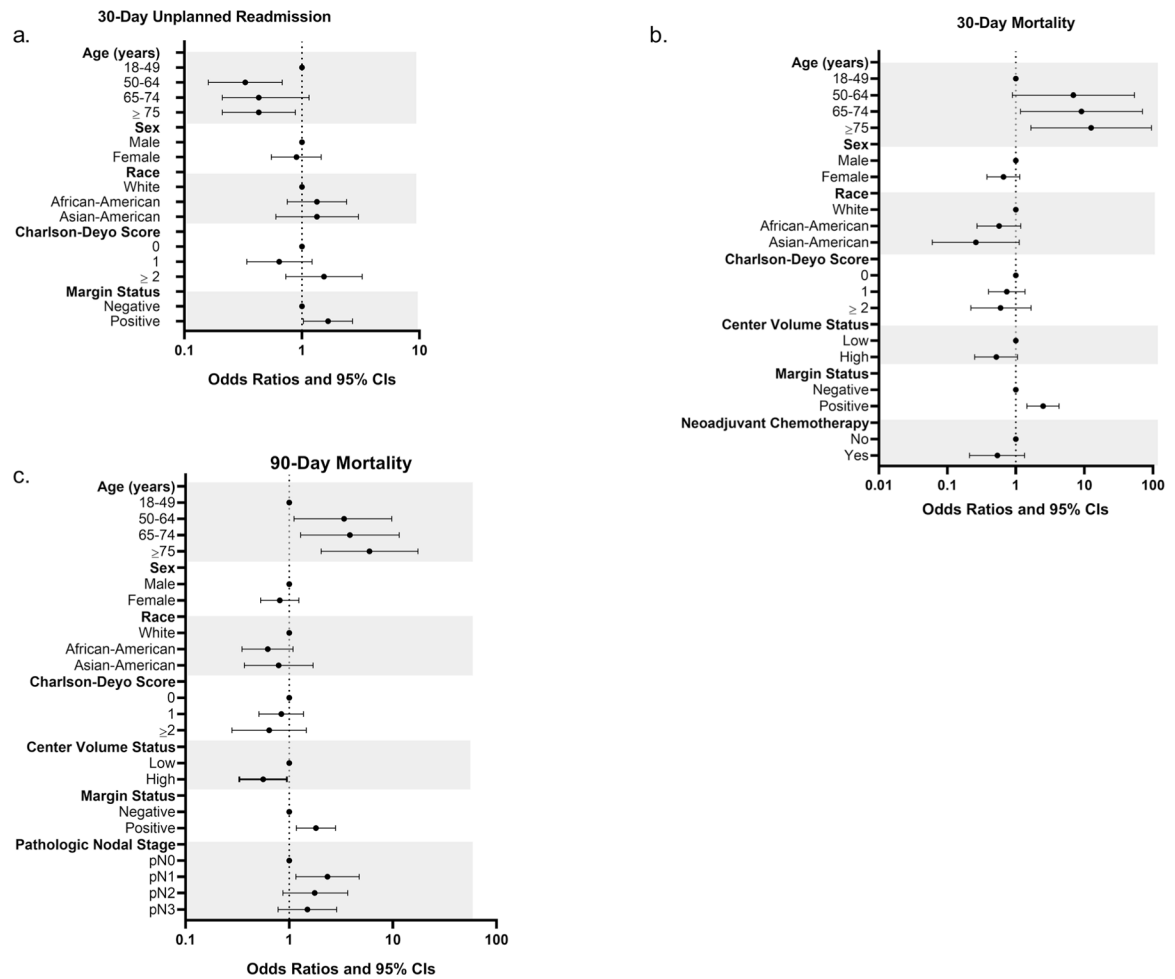 a.
30-Day Unplanned Readmission
Age (years)
18-49
50-64
65-74
≥ 75
Sex
Male
Female
Race
White
African-American
Asian-American
Charlson-Deyo Score
0
1
≥ 2
Margin Status
Negative
Positive
0.1 1 10
Odds Ratios and 95% CIs
b.
30-Day Mortality
Age (years)
18-49
50-64
65-74
≥75
Sex
Male
Female
Race
White
African-American
Asian-American
Charlson-Deyo Score
0
1
≥ 2
Center Volume Status
Low
High
Margin Status
Negative
Positive
Neoadjuvant Chemotherapy
No
Yes
0.01 0.1 1 10 100
Odds Ratios and 95% CIs
c.
90-Day Mortality
Age (years)
18-49
50-64
65-74
≥75
Sex
Male
Female
Race
White
African-American
Asian-American
Charlson-Deyo Score
0
1
≥2
Center Volume Status
Low
High
Margin Status
Negative
Positive
Pathologic Nodal Stage
pN0
pN1
pN2
pN3
0.1 1 10 100
Odds Ratios and 95% CIs